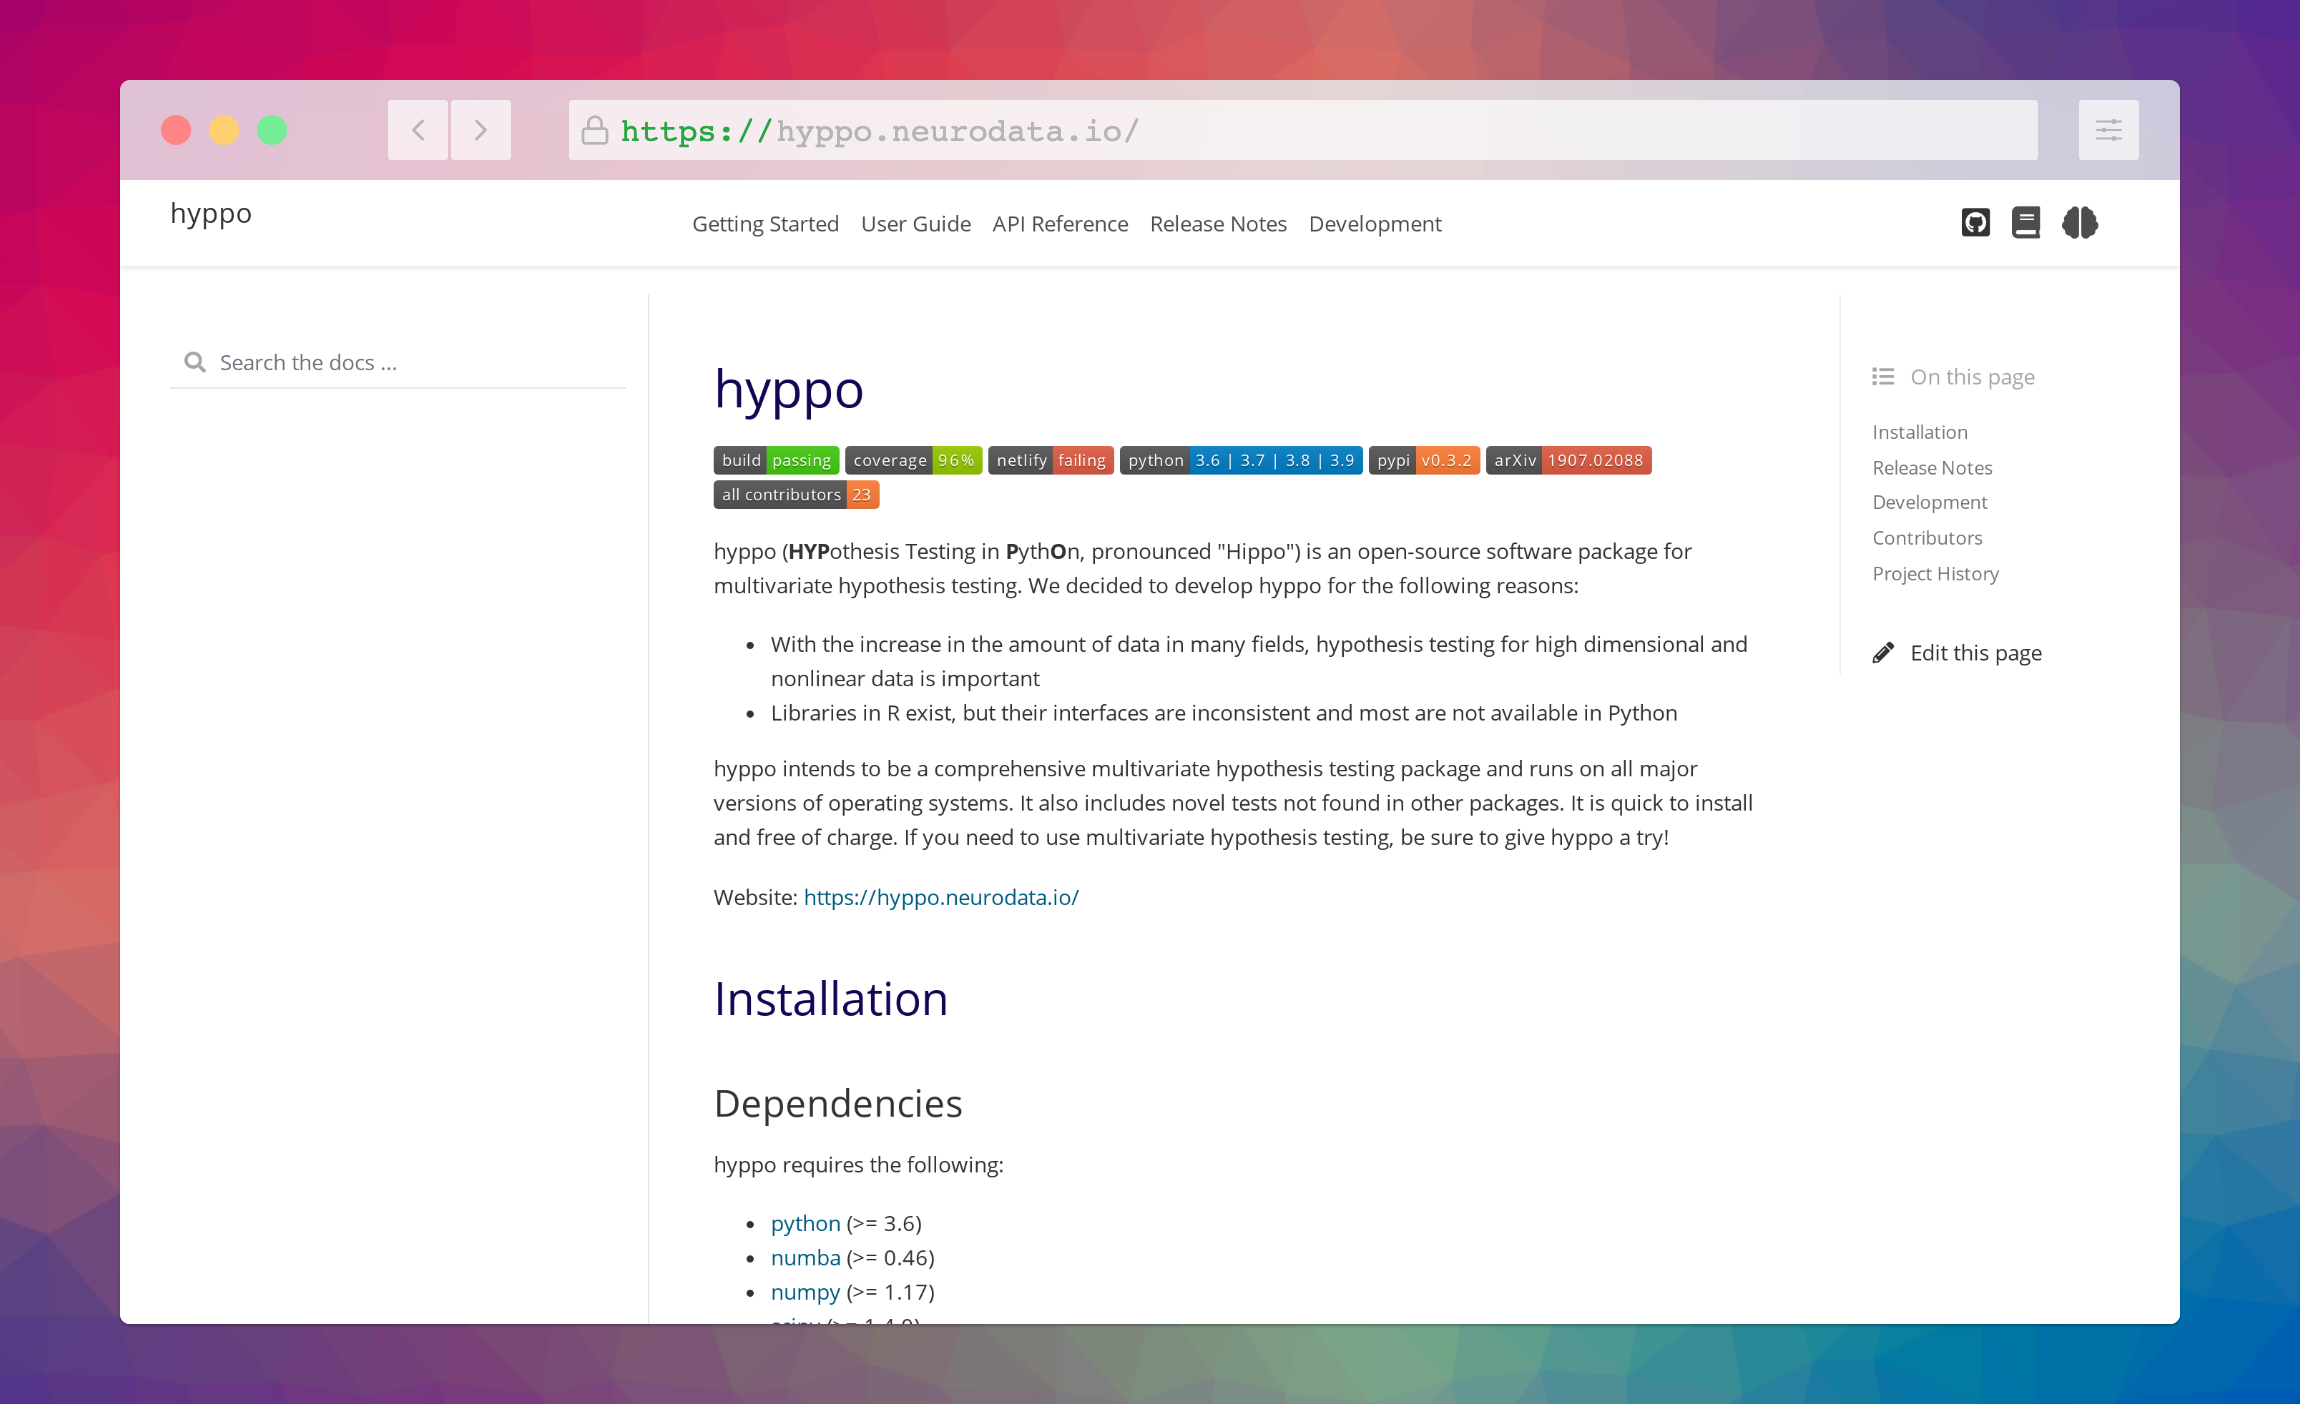 https://hyppo.neurodata.io/
hyppo
Getting Started User Guide API Reference Release Notes Development
Search the docs ...
hyppo
build passing coverage 96% netlify failing python 3.6 | 3.7 | 3.8 | 3.9 pypi v0.3.2 arXiv 1907.02088
all contributors 23
hyppo (HYPothesis Testing in PythOn, pronounced "Hippo") is an open-source software package for
multivariate hypothesis testing. We decided to develop hyppo for the following reasons:
• With the increase in the amount of data in many fields, hypothesis testing for high dimensional and
nonlinear data is important
• Libraries in R exist, but their interfaces are inconsistent and most are not available in Python
hyppo intends to be a comprehensive multivariate hypothesis testing package and runs on all major
versions of operating systems. It also includes novel tests not found in other packages. It is quick to install
and free of charge. If you need to use multivariate hypothesis testing, be sure to give hyppo a try!
Website: https://hyppo.neurodata.io/
Installation
Dependencies
hyppo requires the following:
• python (>= 3.6)
• numba (>= 0.46)
• numpy (>= 1.17)
On this page
Installation
Release Notes
Development
Contributors
Project History
Edit this page